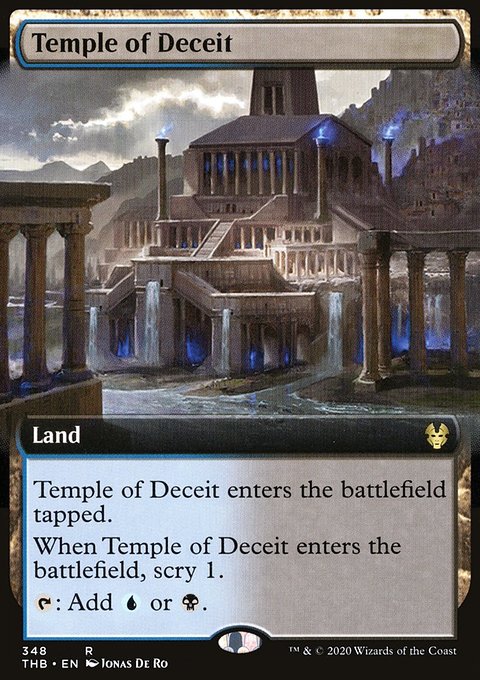 Temple of Deceit
Land
Temple of Deceit enters the battlefield
tapped.
When Temple of Deceit enters the
battlefield, scry 1.
: Add or .
348 R
THB • EN Jonas De Ro
™ & © 2020 Wizards of the Coast